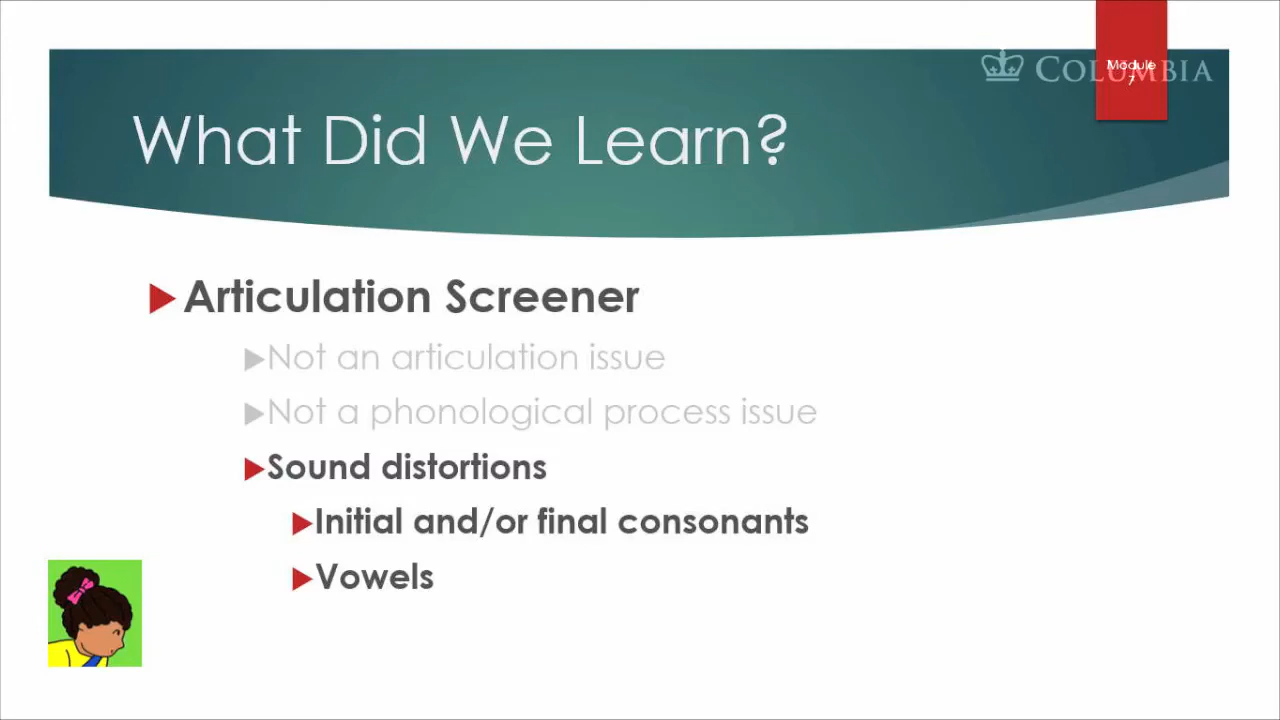 COLUMBIA
Module
7
What Did We Learn?
Articulation Screener
Not an articulation issue
Not a phonological process issue
Sound distortions
Initial and/or final consonants
Vowels